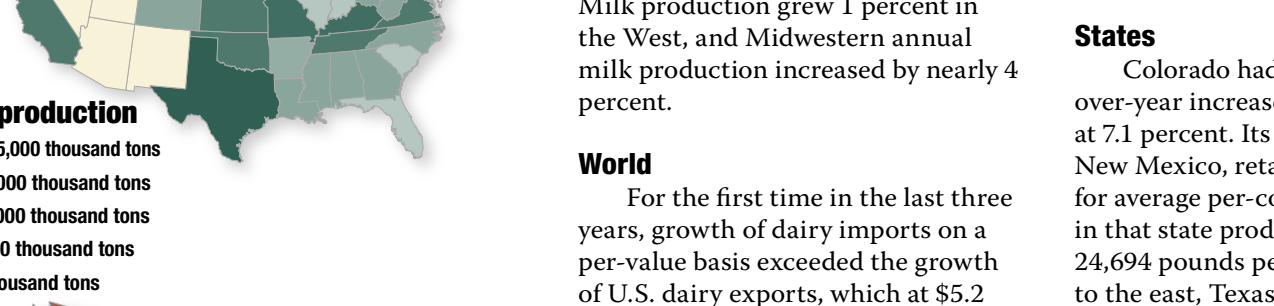 production
5,000 thousand tons
000 thousand tons
000 thousand tons
0 thousand tons
ousand tons
Milk production grew 1 percent in
the West, and Midwestern annual
milk production increased by nearly 4
percent.
World
For the first time in the last three
years, growth of dairy imports on a
per-value basis exceeded the growth
of U.S. dairy exports, which at $5.2
States
Colorado had
over-year increas
at 7.1 percent. Its
New Mexico, reta
for average per-co
in that state prod
24,694 pounds pe
to the east, Texas